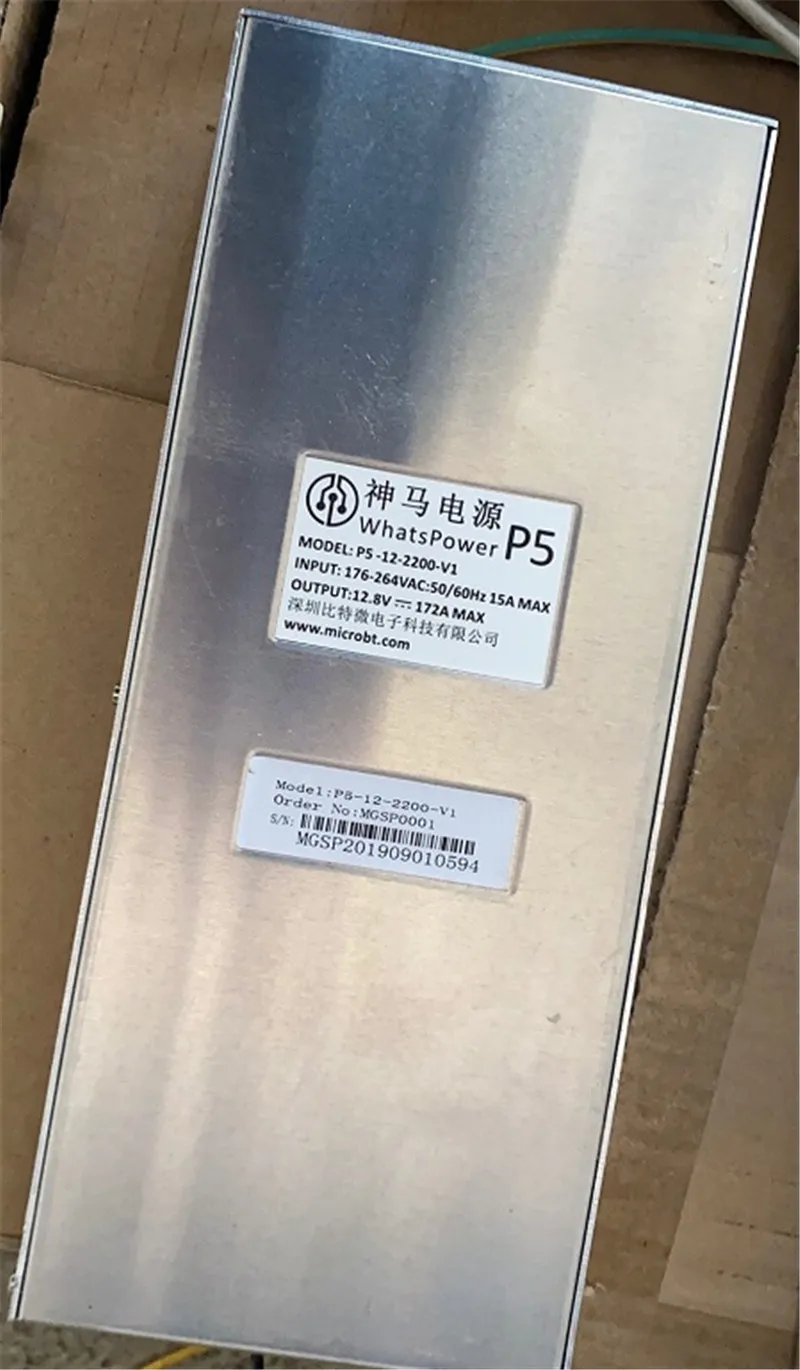 神马电源
WhatsPower P5
MODEL: P5-12-2200-V1
INPUT: 176-264VAC:50/60Hz 15A MAX
OUTPUT:12.8V ⎓ 172A MAX
深圳比特微电子科技有限公司
www.microbt.com
Model:P5-12-2200-V1
Order No:MGSP0001
S/N:
MGSP201909010594